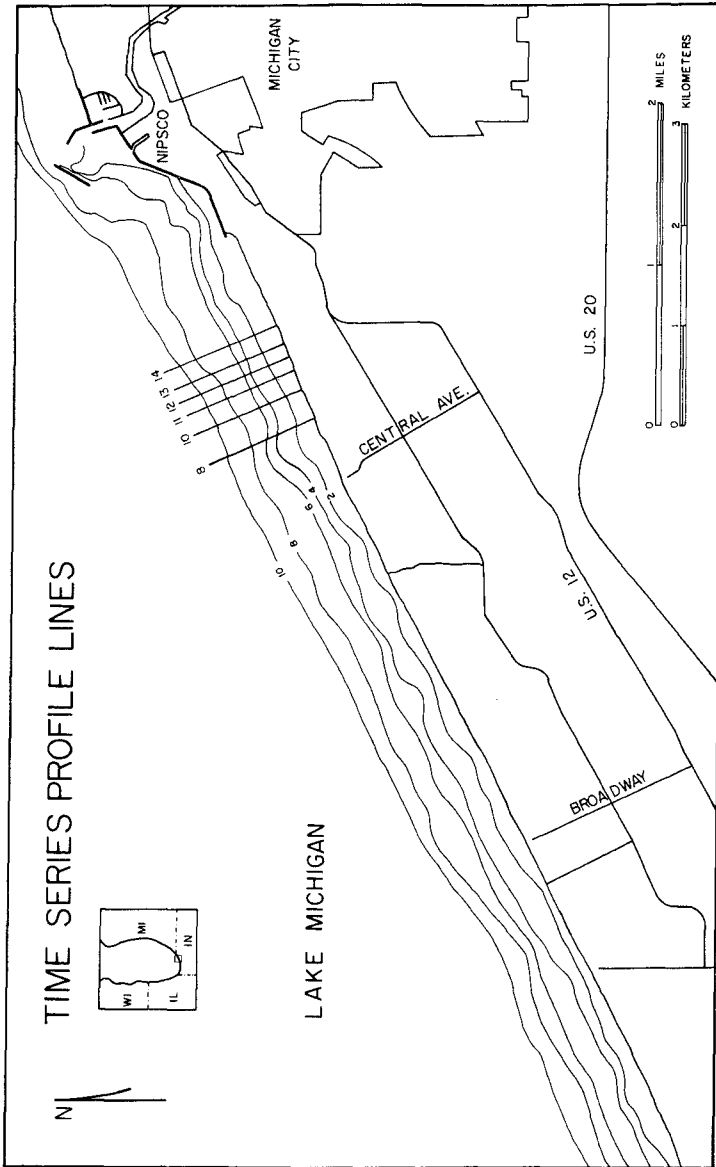 TIME SERIES PROFILE LINES
N
WI
MI
IL
IN
LAKE MICHIGAN
10
11
12
13
14
10
8
6
4
2
NIPSCO
MICHIGAN
CITY
CENTRAL AVE.
BROADWAY
U.S. 12
U.S. 20
0 1 2 MILES
0 1 2 3 KILOMETERS